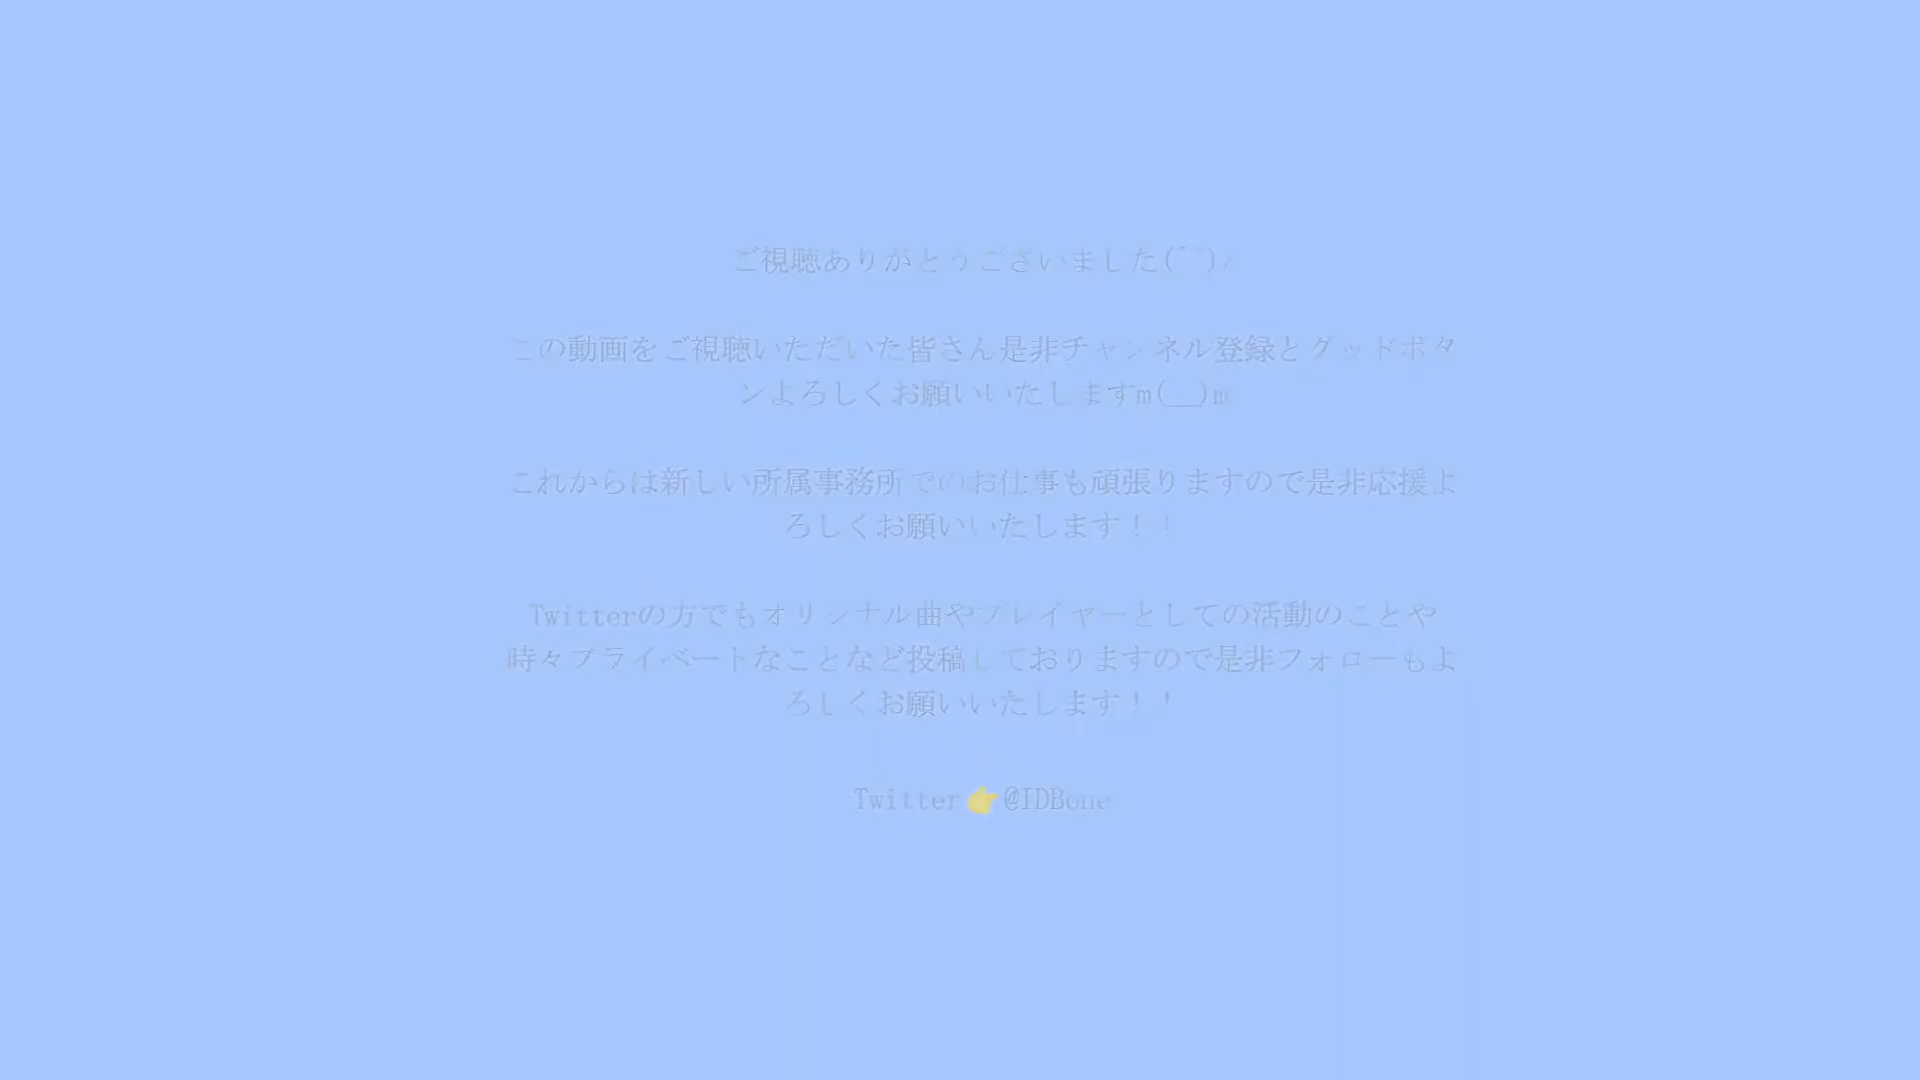 ご視聴ありがとうございました(´ `)ﾉ
この動画をご視聴いただいた皆さん是非チャンネル登録とグッドボタ
ンよろしくお願いいたしますm(__)m
これからは新しい所属事務所でのお仕事も頑張りますので是非応援よ
ろしくお願いいたします！！
Twitterの方でもオリジナル曲やプレイヤーとしての活動のことや
時々プライベートなことなど投稿しておりますので是非フォローもよ
ろしくお願いいたします！！
Twitter👉@IDBone